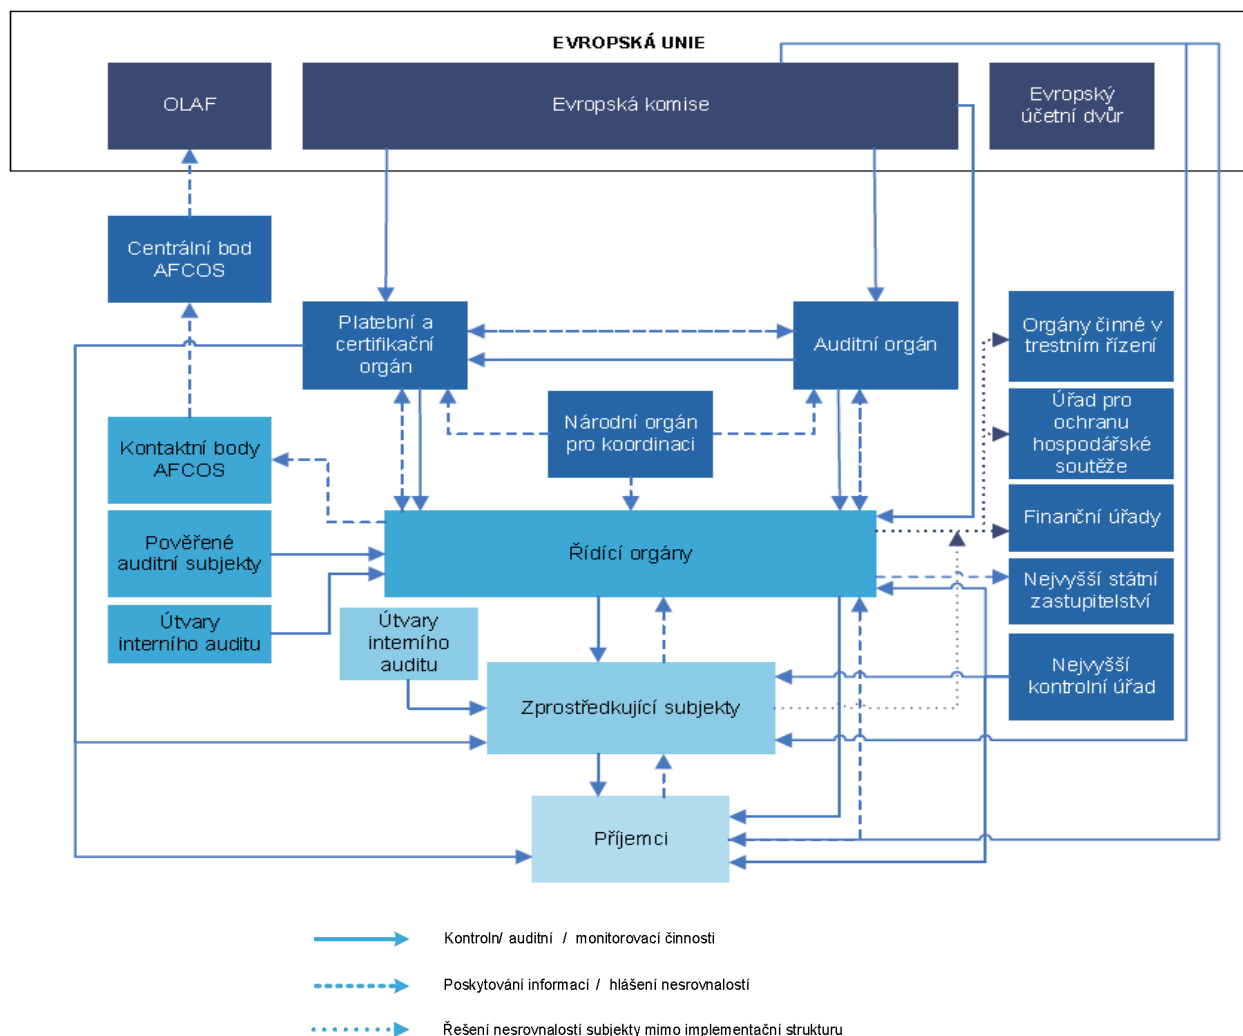 EVROPSKÁ UNIE
OLAF
Evropská komise
Evropský
účetní dvůr
Centrální bod
AFCOS
Platební a
certifikační
orgán
Auditní orgán
Orgány činné v
trestním řízení
Národní orgán
pro koordinaci
Úřad pro
ochranu
hospodářské
soutěže
Kontaktní body
AFCOS
Finanční úřady
Pověřené
auditní subjekty
Řídící orgány
Nejvyšší státní
zastupitelství
Útvary
interního auditu
Útvary
interního
auditu
Nejvyšší
kontrolní úřad
Zprostředkující subjekty
Příjemci
Kontroln/ auditní / monitorovací činnosti
Poskytování informací / hlášení nesrovnalostí
Řešení nesrovnalostí subjekty mimo implementační strukturu